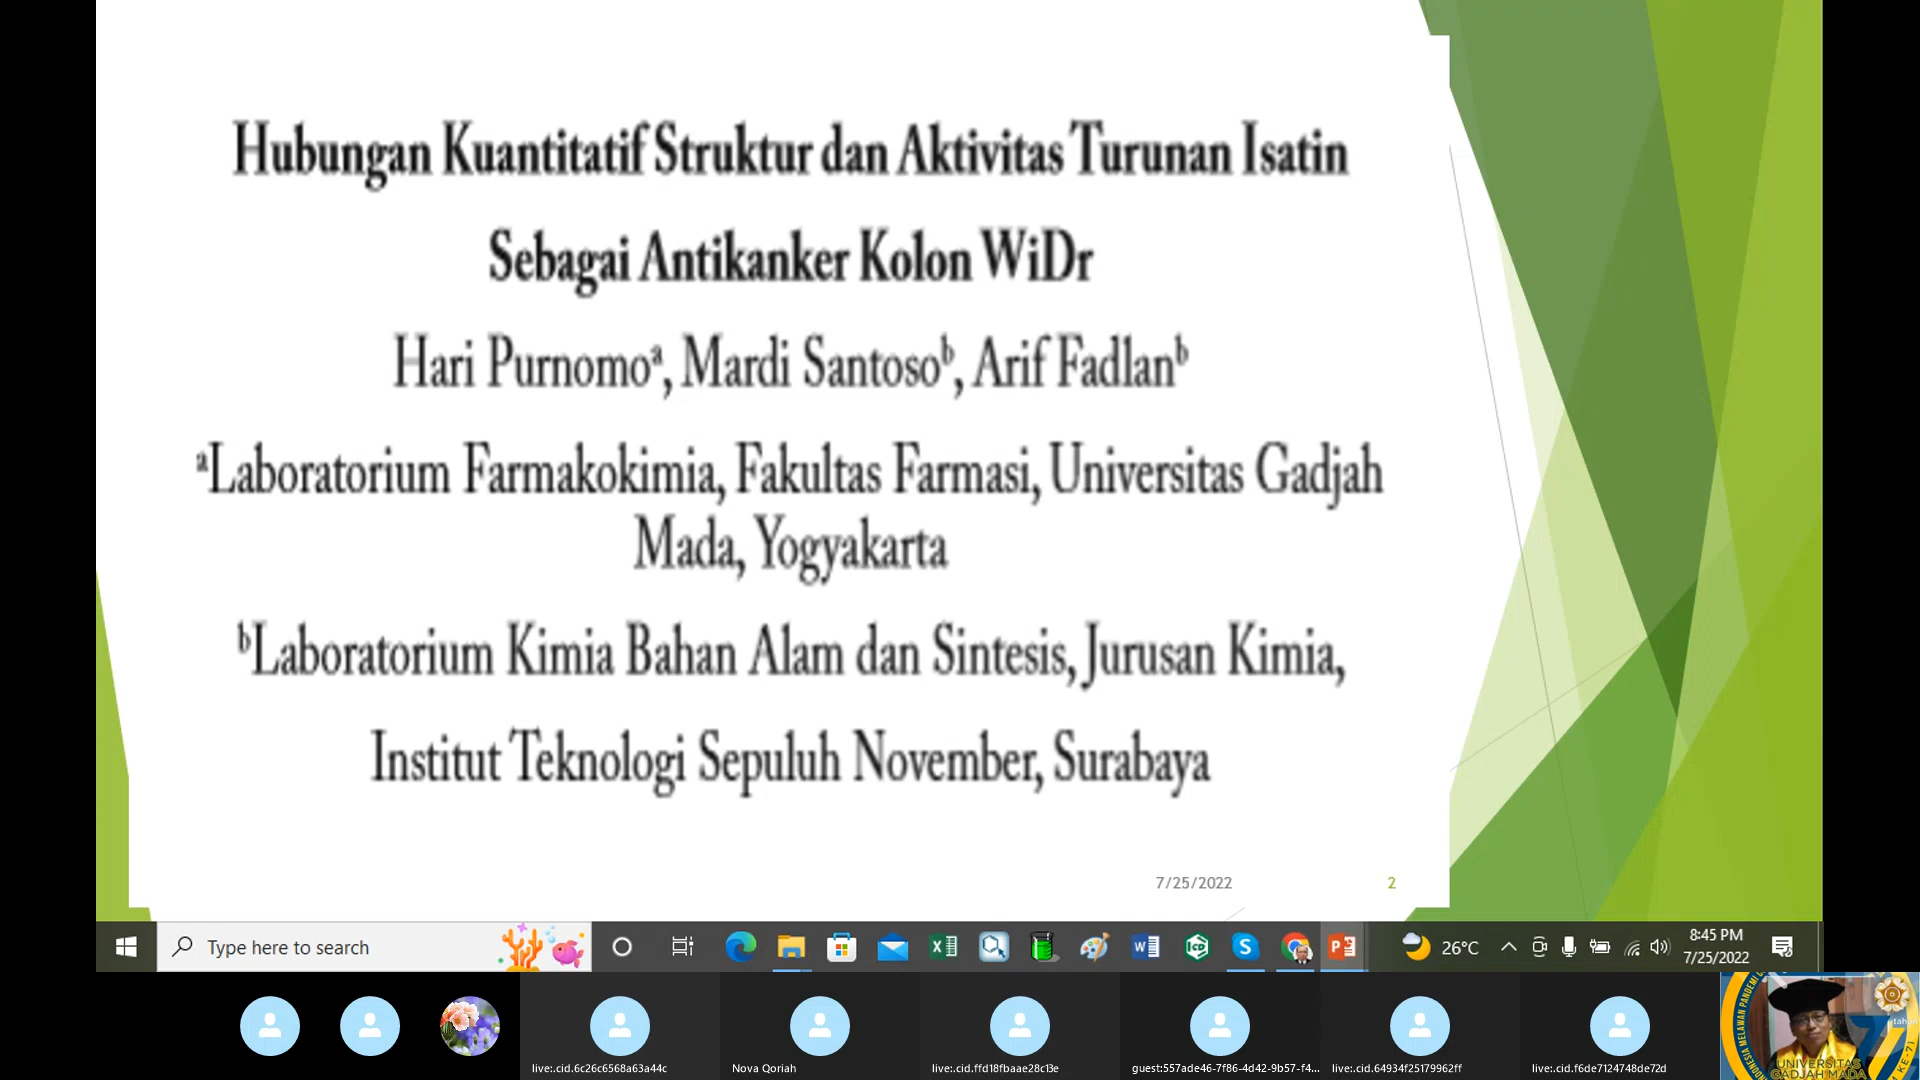 Hubungan Kuantitatif Struktur dan Aktivitas Turunan Isatin
Sebagai Antikanker Kolon WiDr
Hari Purnomoᵃ, Mardi Santosoᵇ, Arif Fadlanᵇ
ᵃLaboratorium Farmakokimia, Fakultas Farmasi, Universitas Gadjah
Mada, Yogyakarta
ᵇLaboratorium Kimia Bahan Alam dan Sintesis, Jurusan Kimia,
Institut Teknologi Sepuluh November, Surabaya
7/25/2022
2
Type here to search
26°C
8:45 PM
7/25/2022
live:.cid.6c26c6568a63a44c
Nova Qoriah
live:.cid.ffd18fbaae28c13e
guest:557ade46-7f86-4d42-9b57-f4...
live:.cid.64934f25179962ff
live:.cid.f6de7124748de72d
UNIVERSITAS
GADJAH MADA